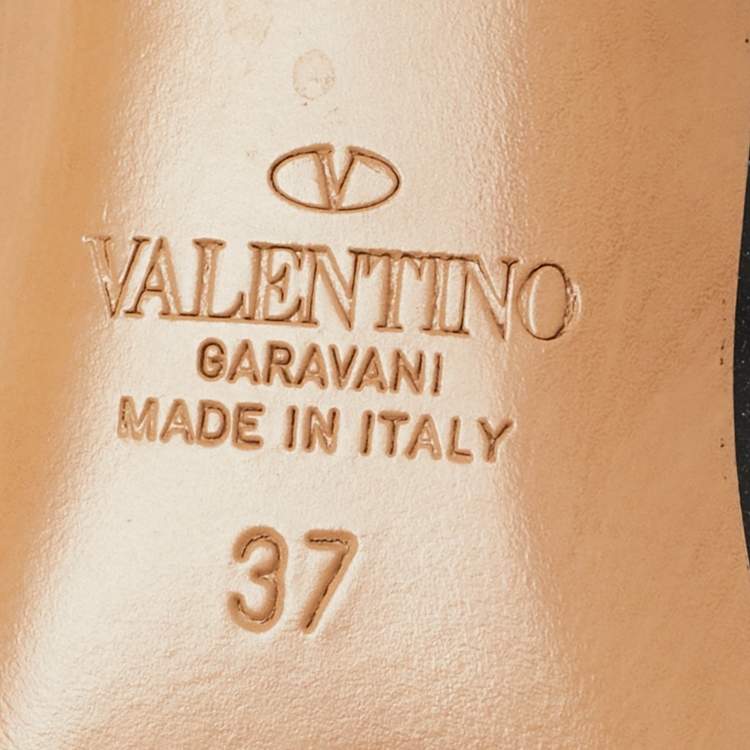 V
VALENTINO
GARAVANI
MADE IN ITALY
37